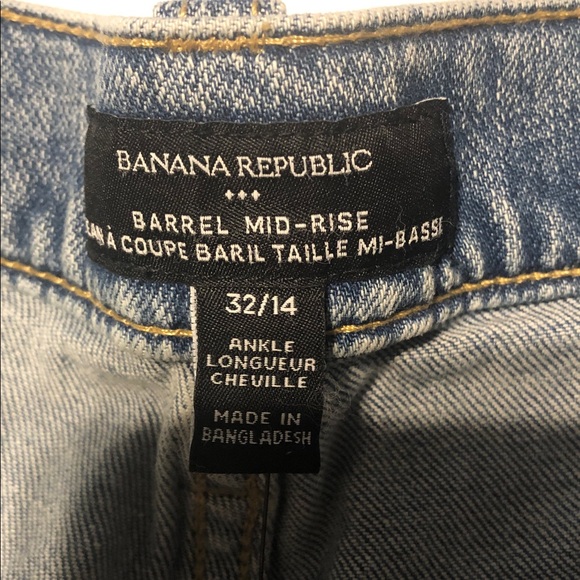 BANANA REPUBLIC
BARREL MID-RISE
À COUPE BARIL TAILLE MI-BASSE
32/14
ANKLE
LONGUEUR
CHEVILLE
MADE IN
BANGLADESH